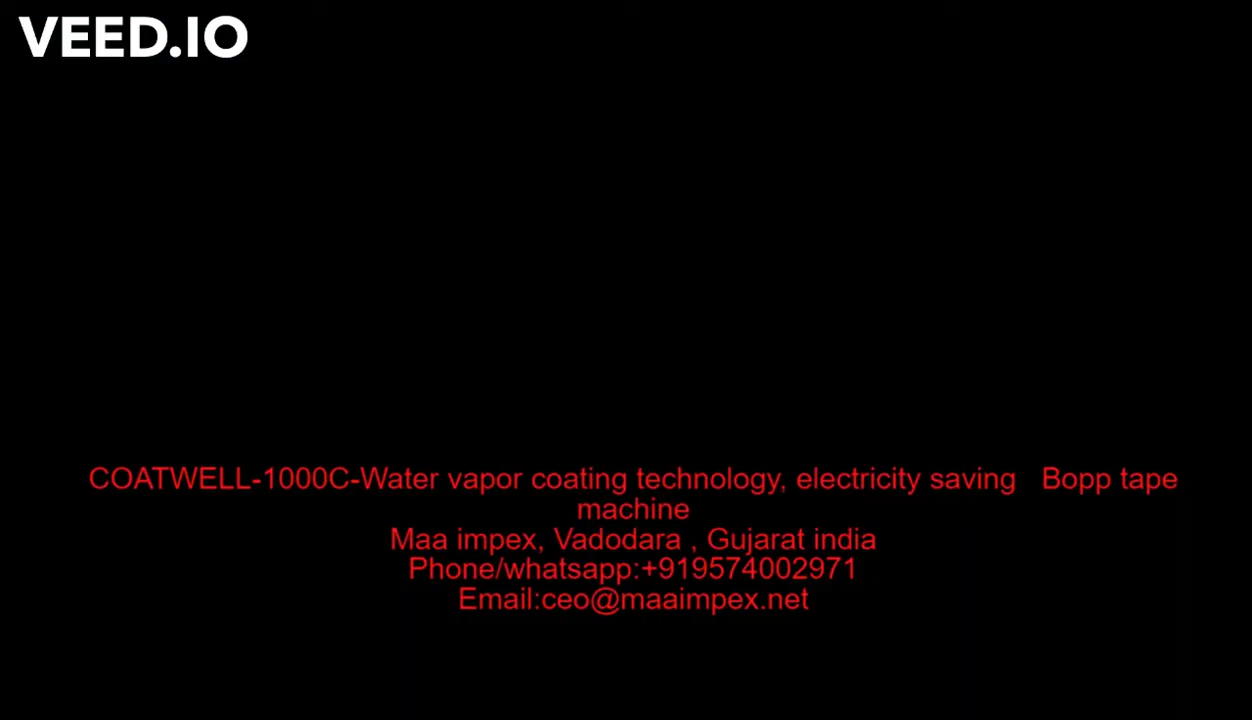 VEED.IO
COATWELL-1000C-Water vapor coating technology, electricity saving   Bopp tape
machine
Maa impex, Vadodara , Gujarat india
Phone/whatsapp:+919574002971
Email:ceo@maaimpex.net